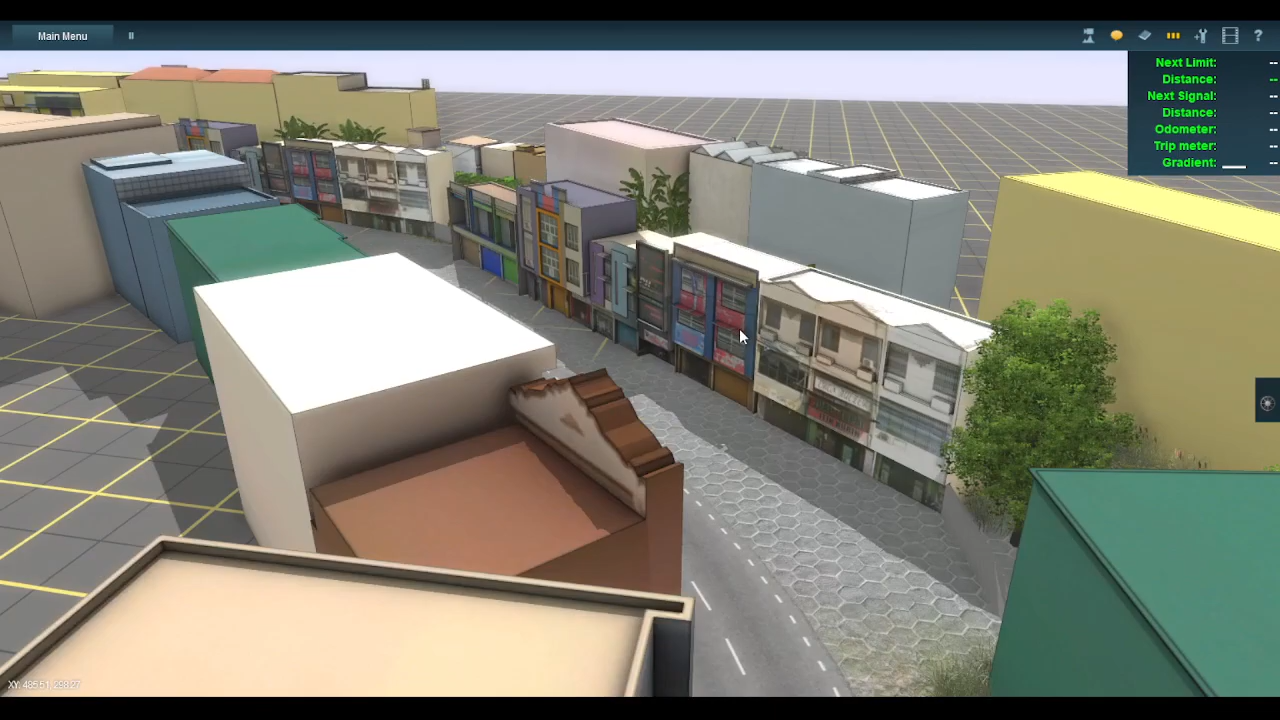 Main Menu
?
Next Limit: --
Distance: --
Next Signal: --
Distance: --
Odometer: --
Trip meter: --
Gradient: --